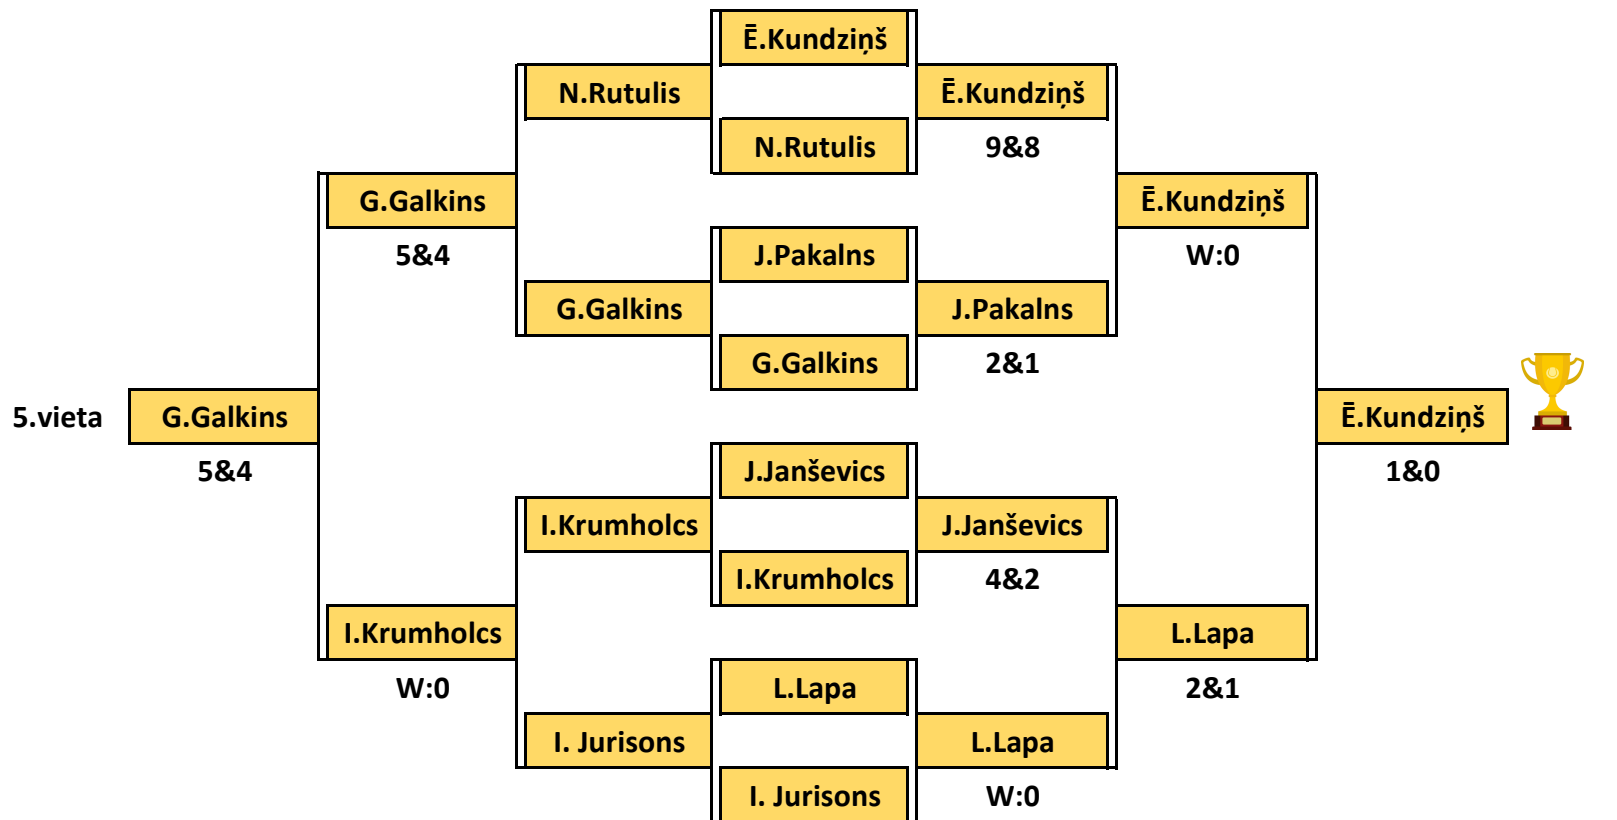 Ē.Kundziņš
N.Rutulis
Ē.Kundziņš
N.Rutulis
9&8
G.Galkins
Ē.Kundziņš
5&4
J.Pakalns
W:0
G.Galkins
J.Pakalns
G.Galkins
2&1
5.vieta
G.Galkins
Ē.Kundziņš
5&4
J.Janševics
1&0
I.Krumholcs
J.Janševics
I.Krumholcs
4&2
I.Krumholcs
L.Lapa
W:0
L.Lapa
2&1
I. Jurisons
L.Lapa
I. Jurisons
W:0